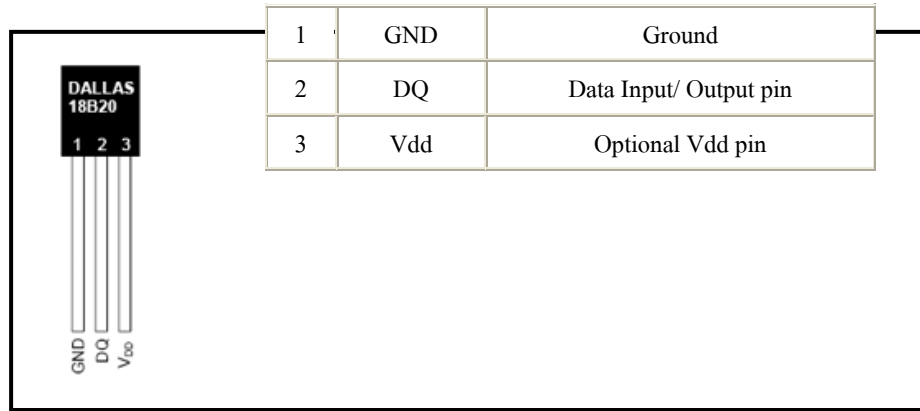 DALLAS
18B20
1 2 3
GND
DQ
VDD
1 GND Ground
2 DQ Data Input/ Output pin
3 Vdd Optional Vdd pin